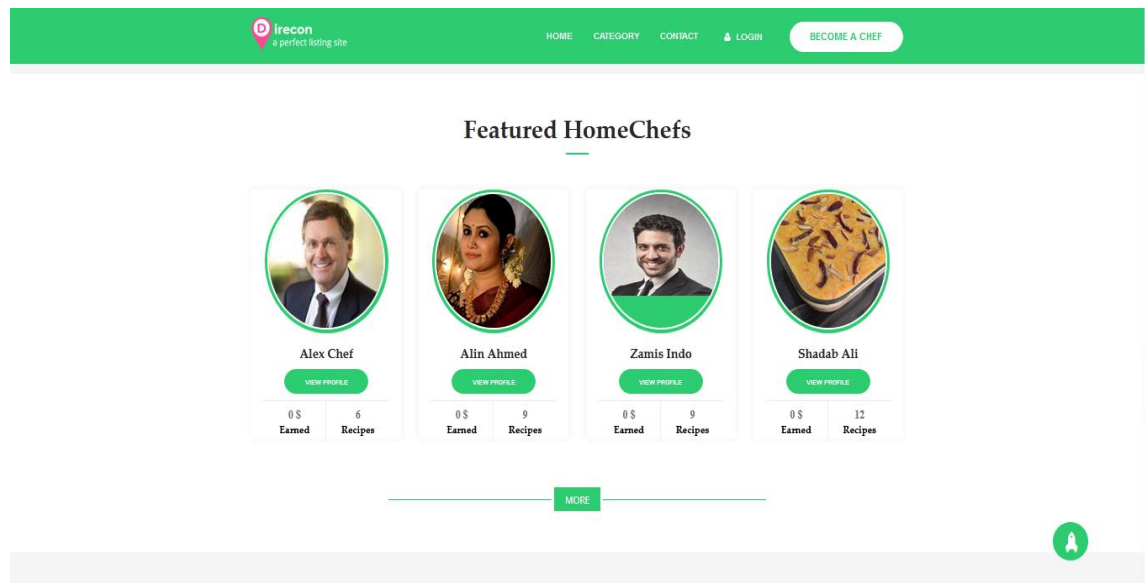 Direcon
a perfect listing site
HOME CATEGORY CONTACT LOGIN BECOME A CHEF
Featured HomeChefs
Alex Chef Alin Ahmed Zamis Indo Shadab Ali
VIEW PROFILE VIEW PROFILE VIEW PROFILE VIEW PROFILE
0 $ 6 0 $ 9 0 $ 9 0 $ 12
Earned Recipes Earned Recipes Earned Recipes Earned Recipes
MORE